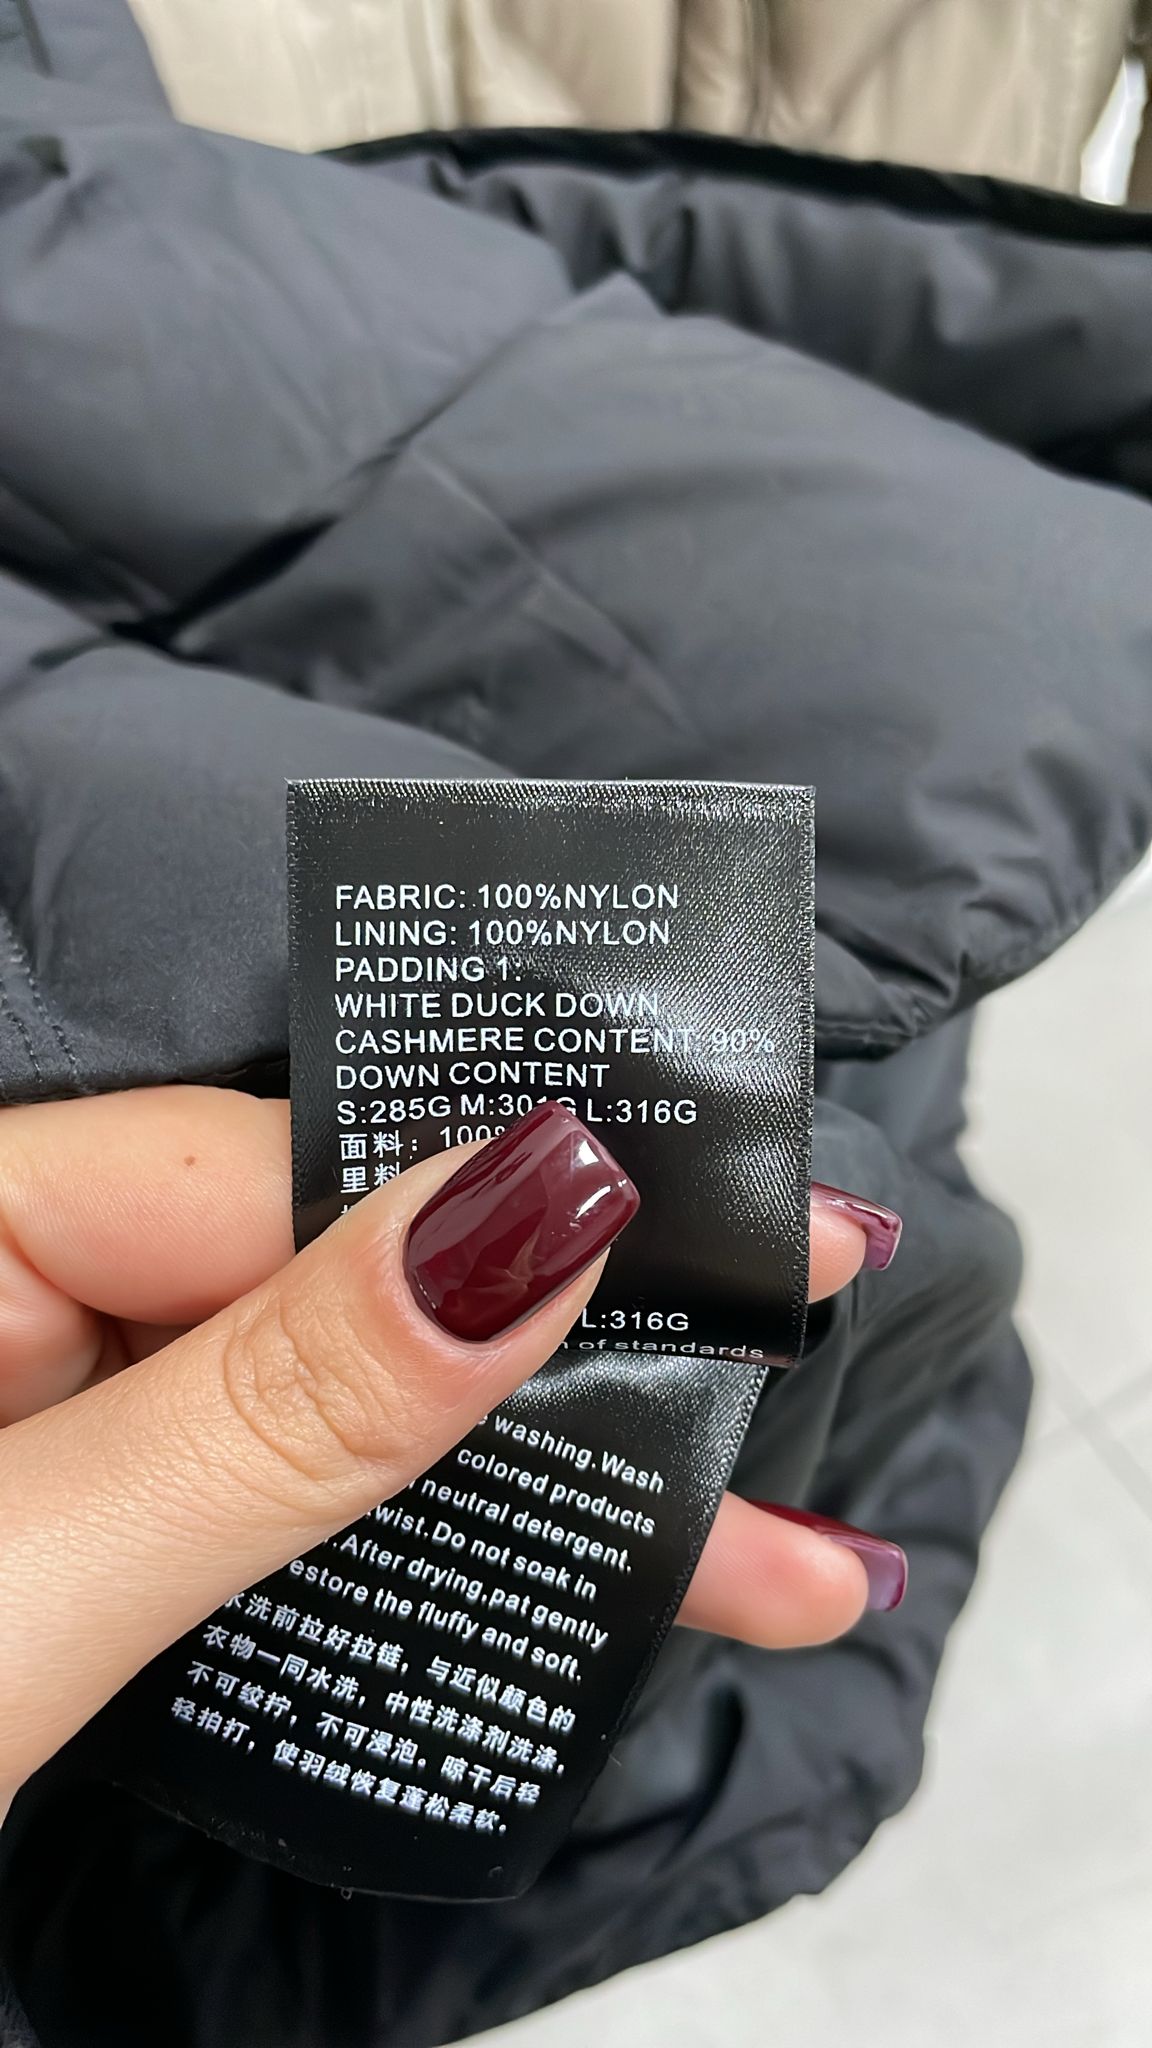 FABRIC: 100%NYLON
LINING: 100%NYLON
PADDING 1:
WHITE DUCK DOWN
CASHMERE CONTENT: 90%
DOWN CONTENT
S:285G M:301G L:316G
面料: 100%
里料
L:316G
of standards
washing.Wash
colored products
neutral detergent.
twist.Do not soak in
.After drying,pat gently
estore the fluffy and soft.
水洗前拉好拉链，与近似颜色的
衣物一同水洗，中性洗涤剂洗涤，
不可绞拧，不可浸泡。晾干后轻
轻拍打，使羽绒恢复蓬松柔软。